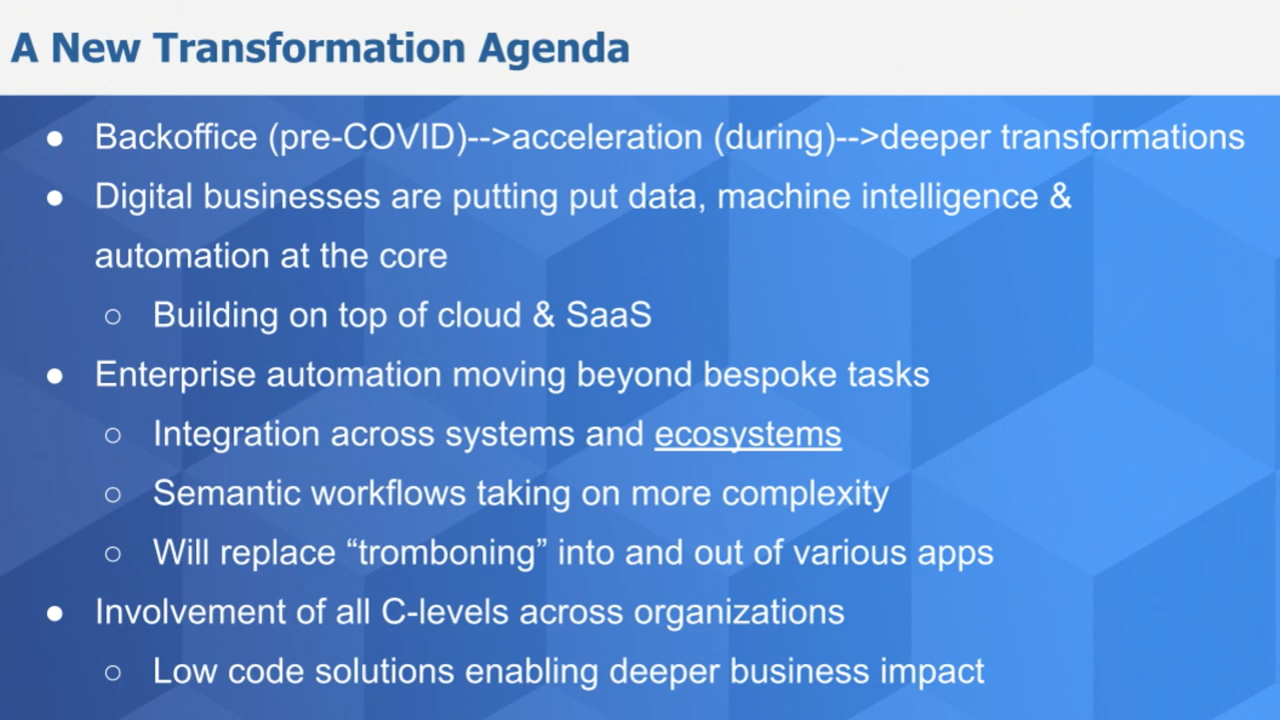 A New Transformation Agenda
● Backoffice (pre-COVID)-->acceleration (during)-->deeper transformations
● Digital businesses are putting put data, machine intelligence &
automation at the core
○ Building on top of cloud & SaaS
● Enterprise automation moving beyond bespoke tasks
○ Integration across systems and ecosystems
○ Semantic workflows taking on more complexity
○ Will replace “tromboning” into and out of various apps
● Involvement of all C-levels across organizations
○ Low code solutions enabling deeper business impact